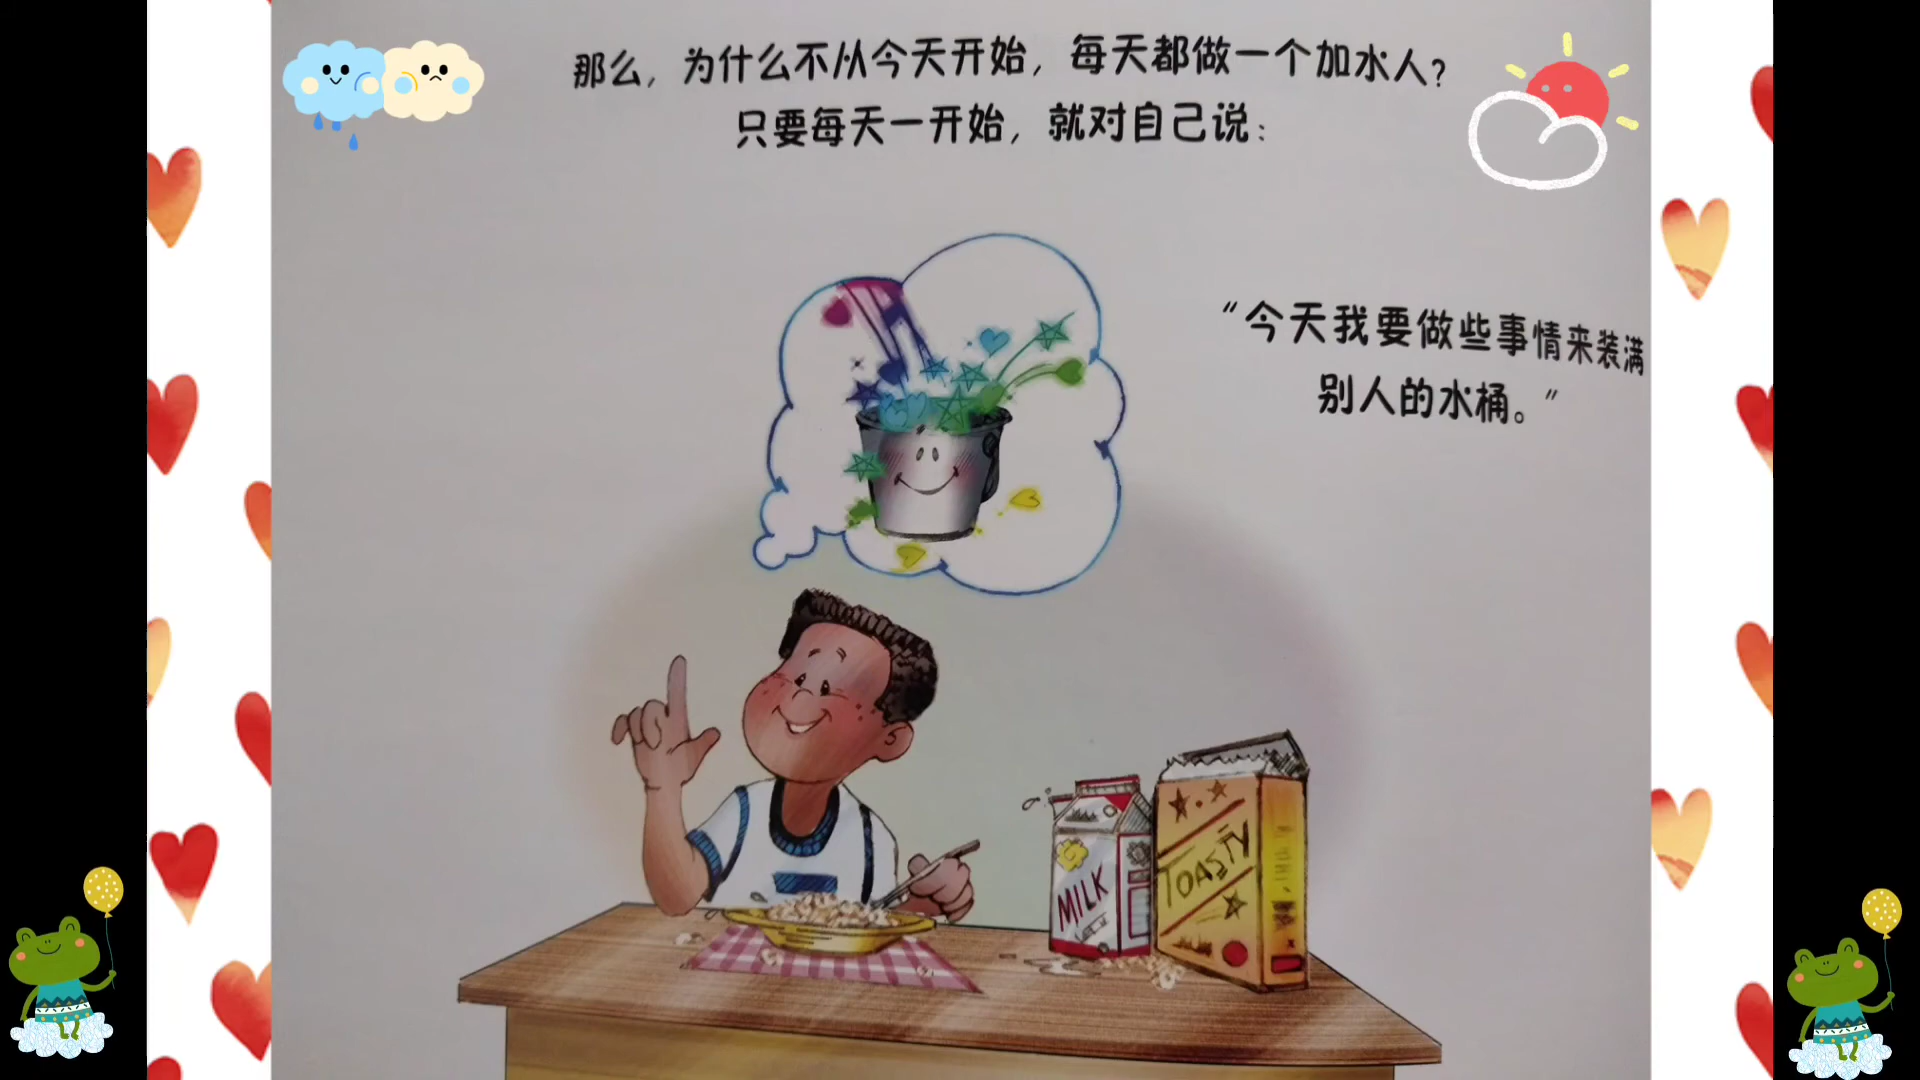 那么，为什么不从今天开始，每天都做一个加水人？
只要每天一开始，就对自己说：
“今天我要做些事情来装满
别人的水桶。”
MILK
TOASTY